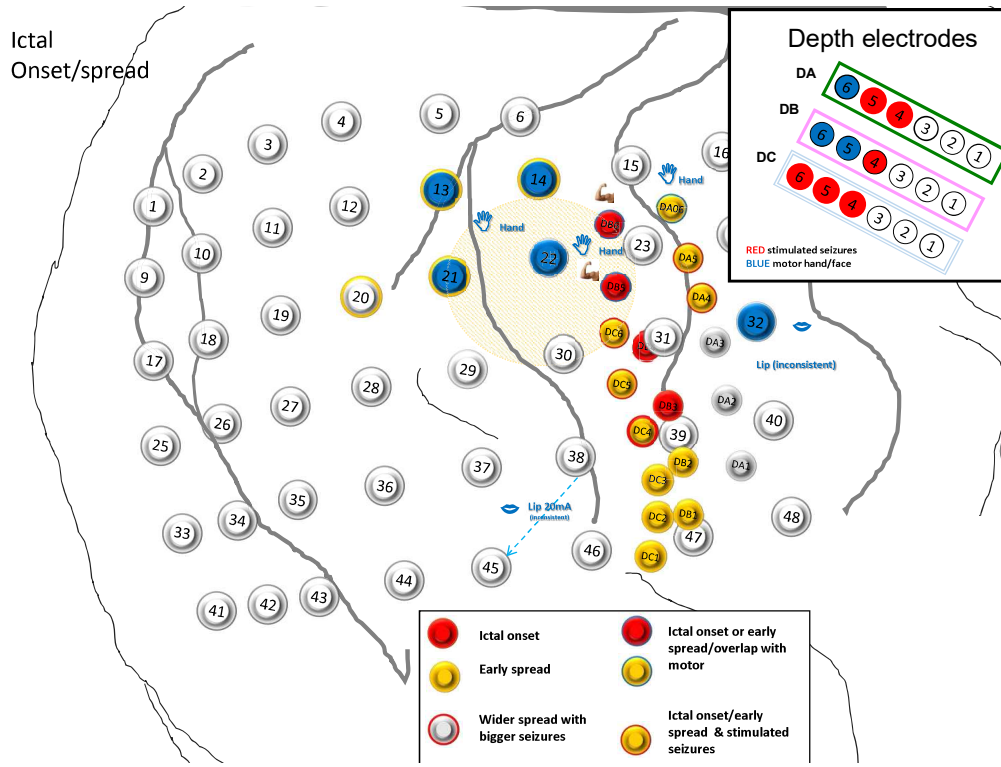 Ictal
Onset/spread
Depth electrodes
DA
6 5 4 3 2 1
DB
6 5 4 3 2 1
DC
6 5 4 3 2 1
RED stimulated seizures
BLUE motor hand/face
1
2
3
4
5
6
9
10
11
12
13
14
15
16
Hand
DA06
Hand
Hand
17
18
19
20
21
22
23
DB5
DA5
DA4
DC6
31
DA3
32
Lip (inconsistent)
25
26
27
28
29
30
DC5
DB3
DA2
40
DC4
39
33
34
35
36
37
38
DC3
DB2
DA1
Lip 20mA
(inconsistent)
DC2
DB1
47
48
41
42
43
44
45
46
DC1
Ictal onset
Early spread
Wider spread with
bigger seizures
Ictal onset or early
spread/overlap with
motor
Ictal onset/early
spread & stimulated
seizures